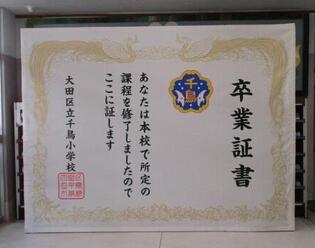 卒業証書
千鳥
あなたは本校で所定の
課程を修了しましたので
ここに証します
大田区立千鳥小学校